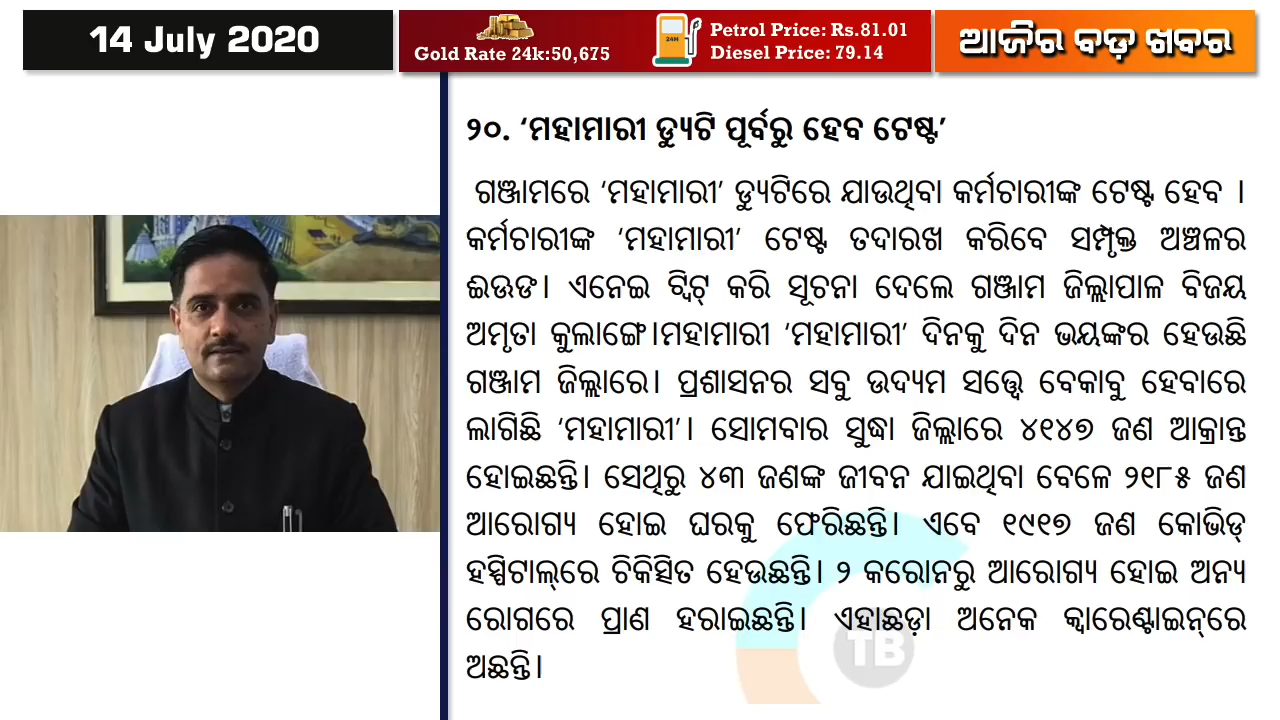 14 July 2020
Gold Rate 24k:50,675
24H
Petrol Price: Rs.81.01
Diesel Price: 79.14
ଆଜିର ବଡ଼ ଖବର
୨୦. ‘ମହାମାରୀ ଡ୍ୟୁଟି ପୂର୍ବରୁ ହେବ ଟେଷ୍ଟ’
ଗଞ୍ଜାମରେ ‘ମହାମାରୀ’ ଡ୍ୟୁଟିରେ ଯାଉଥିବା କର୍ମଚାରୀଙ୍କ ଟେଷ୍ଟ ହେବ ।
କର୍ମଚାରୀଙ୍କ ‘ମହାମାରୀ’ ଟେଷ୍ଟ ତଦାରଖ କରିବେ ସମ୍ପୃକ୍ତ ଅଞ୍ଚଳର
ଈଊଙ। ଏନେଇ ଟ୍ୱିଟ୍ କରି ସୂଚନା ଦେଲେ ଗଞ୍ଜାମ ଜିଲ୍ଲାପାଳ ବିଜୟ
ଅମୃତା କୁଲାଙ୍ଗେ।ମହାମାରୀ ‘ମହାମାରୀ’ ଦିନକୁ ଦିନ ଭୟଙ୍କର ହେଉଛି
ଗଞ୍ଜାମ ଜିଲ୍ଲାରେ। ପ୍ରଶାସନର ସବୁ ଉଦ୍ୟମ ସତ୍ତ୍ୱେ ବେକାବୁ ହେବାରେ
ଲାଗିଛି ‘ମହାମାରୀ’। ସୋମବାର ସୁଦ୍ଧା ଜିଲ୍ଲାରେ ୪୧୪୭ ଜଣ ଆକ୍ରାନ୍ତ
ହୋଇଛନ୍ତି। ସେଥିରୁ ୪୩ ଜଣଙ୍କ ଜୀବନ ଯାଇଥିବା ବେଳେ ୨୧୮୫ ଜଣ
ଆରୋଗ୍ୟ ହୋଇ ଘରକୁ ଫେରିଛନ୍ତି। ଏବେ ୧୯୧୭ ଜଣ କୋଭିଡ୍
ହସ୍ପିଟାଲ୍‌ରେ ଚିକିତ୍ସିତ ହେଉଛନ୍ତି। ୨ କରୋନାରୁ ଆରୋଗ୍ୟ ହୋଇ ଅନ୍ୟ
ରୋଗରେ ପ୍ରାଣ ହରାଇଛନ୍ତି। ଏହାଛଡ଼ା ଅନେକ କ୍ୱାରେଣ୍ଟାଇନ୍‌ରେ
ଅଛନ୍ତି।
TB